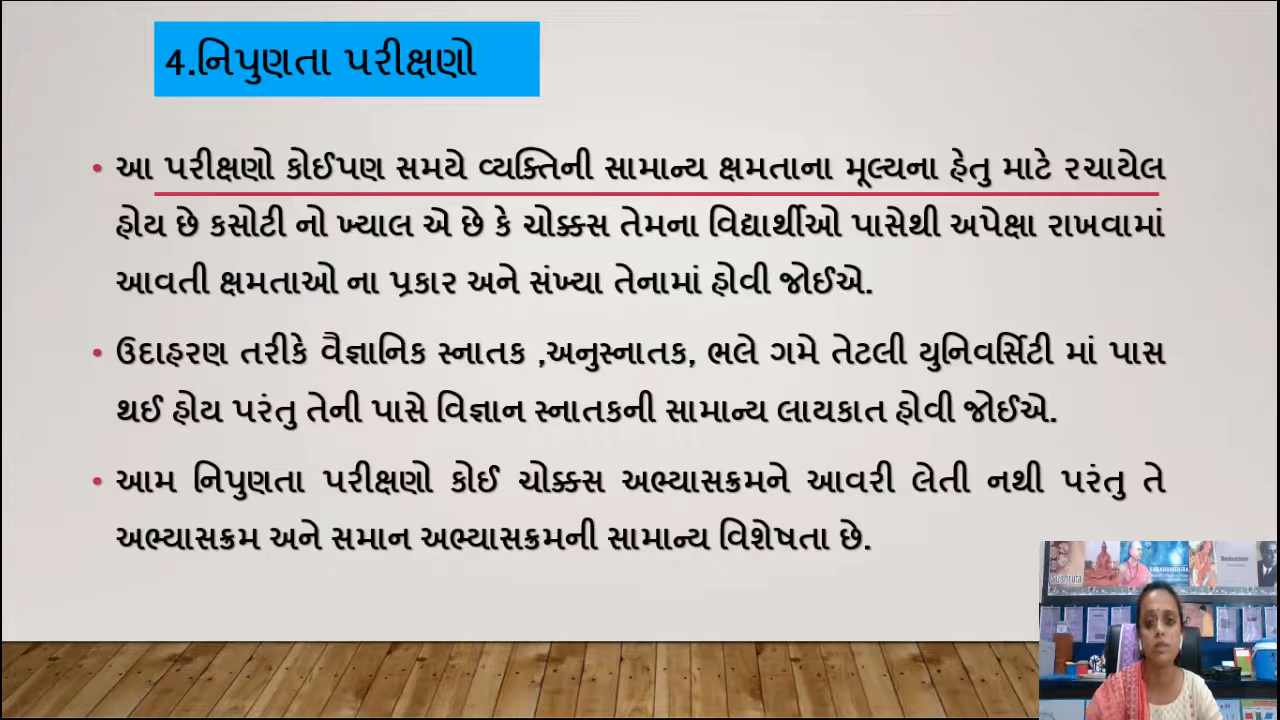 4.નિપુણતા પરીક્ષણો
• આ પરીક્ષણો કોઈપણ સમયે વ્યક્તિની સામાન્ય ક્ષમતાના મૂલ્યના હેતુ માટે રચાયેલ
હોય છે કસોટી નો ખ્યાલ એ છે કે ચોક્કસ તેમના વિદ્યાર્થીઓ પાસેથી અપેક્ષા રાખવામાં
આવતી ક્ષમતાઓ ના પ્રકાર અને સંખ્યા તેનામાં હોવી જોઈએ.
• ઉદાહરણ તરીકે વૈજ્ઞાનિક સ્નાતક ,અનુસ્નાતક, ભલે ગમે તેટલી યુનિવર્સિટી માં પાસ
થઈ હોય પરંતુ તેની પાસે વિજ્ઞાન સ્નાતકની સામાન્ય લાયકાત હોવી જોઈએ.
• આમ નિપુણતા પરીક્ષણો કોઈ ચોક્કસ અભ્યાસક્રમને આવરી લેતી નથી પરંતુ તે
અભ્યાસક્રમ અને સમાન અભ્યાસક્રમની સામાન્ય વિશેષતા છે.
Sushruta